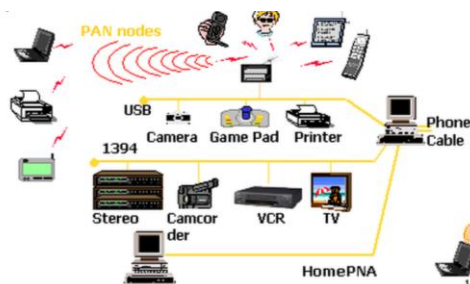 PAN nodes
USB
Camera
Game Pad
Printer
Phone
Cable
1394
Stereo
Camcor
der
VCR
TV
HomePNA